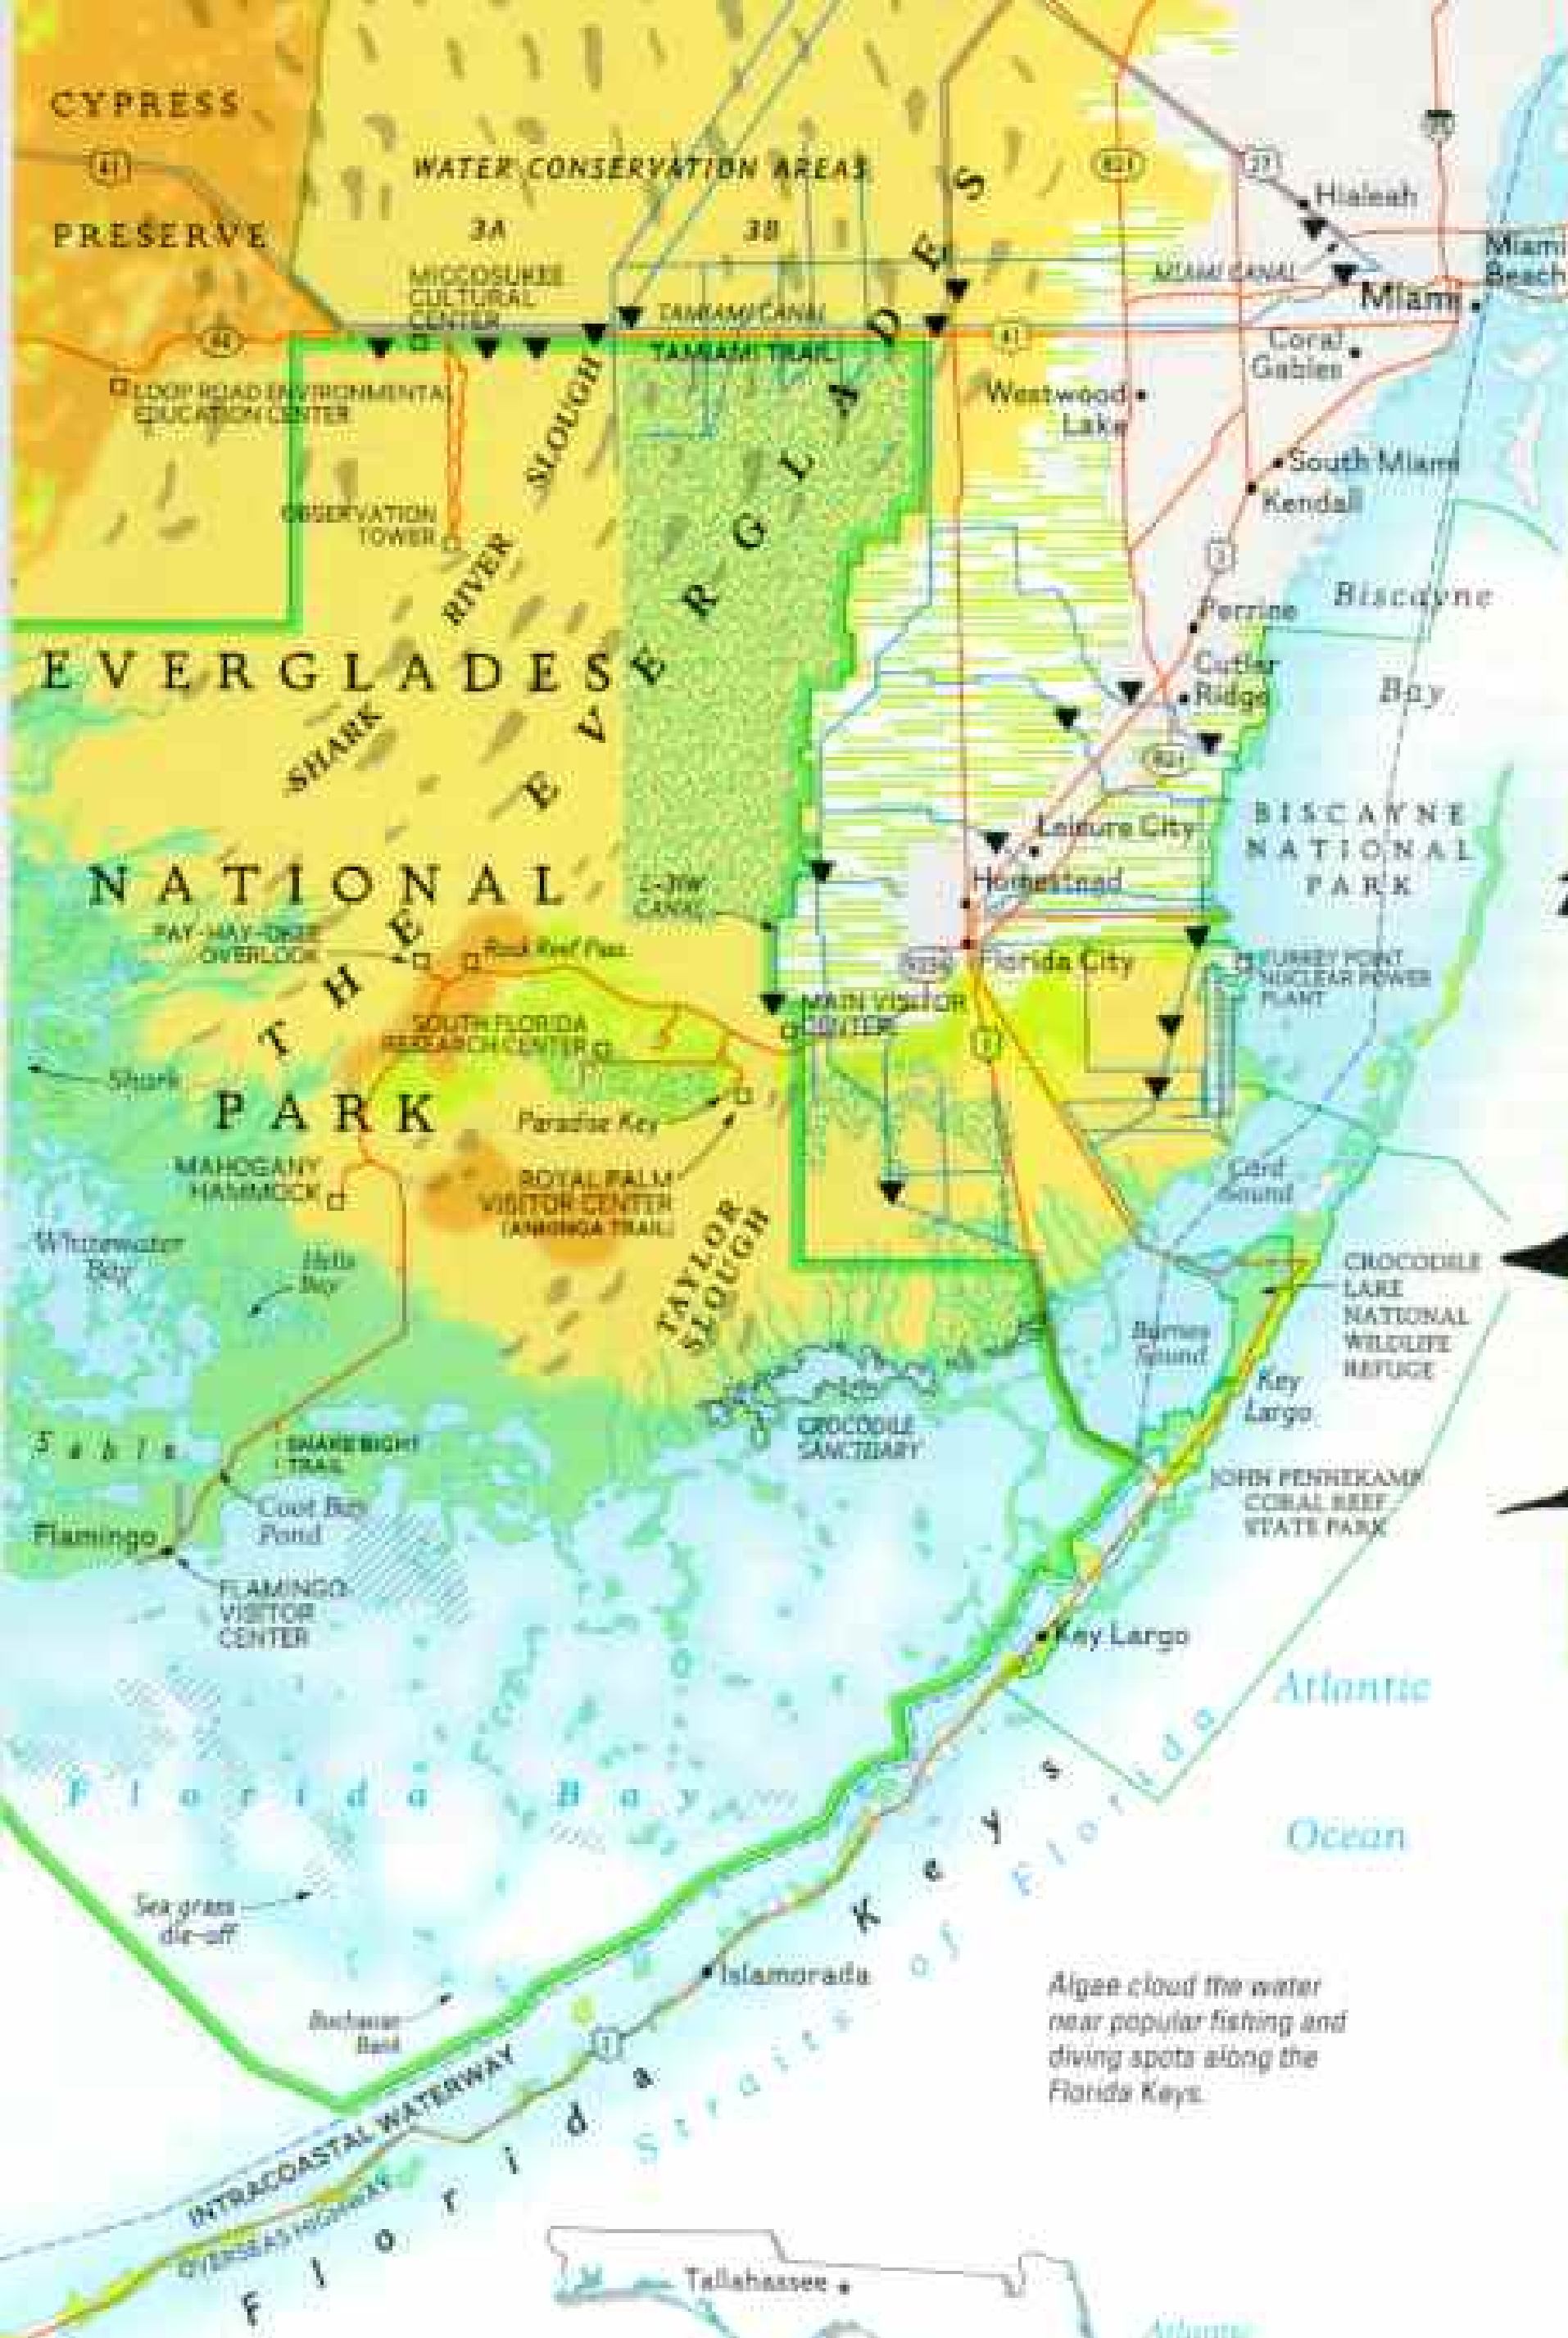 CYPRESS
41
PRESERVE
WATER CONSERVATION AREAS
3A
3B
821
27
95
Hialeah
Miami
Beach
MIAMI CANAL
Miami
MICCOSUKEE
CULTURAL
CENTER
TAMIAMI CANAL
TAMIAMI TRAIL
41
Coral
Gables
LOOP ROAD ENVIRONMENTAL
EDUCATION CENTER
Westwood
Lake
South Miami
Kendall
OBSERVATION
TOWER
SHARK RIVER SLOUGH
1
Biscayne
Bay
Perrine
Cutler
Ridge
821
EVERGLADES
NATIONAL
PARK
THE EVERGLADES
BISCAYNE
NATIONAL
PARK
Leisure City
Homestead
L-31W
CANAL
PAY-HAY-OKEE
OVERLOOK
Rock Reef Pass
Florida City
TURKEY POINT
NUCLEAR POWER
PLANT
MAIN VISITOR
CENTER
SOUTH FLORIDA
RESEARCH CENTER
1
Shark
Paradise Key
MAHOGANY
HAMMOCK
ROYAL PALM
VISITOR CENTER
(ANHINGA TRAIL)
TAYLOR
SLOUGH
Card
Sound
Whitewater
Bay
Hells
Bay
CROCODILE
LAKE
NATIONAL
WILDLIFE
REFUGE
Barnes
Sound
Key
Largo
CROCODILE
SANCTUARY
Sable
SNAKE BIGHT
TRAIL
Coot Bay
Pond
JOHN PENNEKAMP
CORAL REEF
STATE PARK
Flamingo
FLAMINGO
VISITOR
CENTER
Key Largo
Atlantic
Ocean
Florida Bay
Sea grass
die-off
Islamorada
Florida Keys
Straits of Florida
Buchanan
Bank
1
INTRACOASTAL WATERWAY
OVERSEAS HIGHWAY
Algae cloud the water
near popular fishing and
diving spots along the
Florida Keys.
Tallahassee
Atlantic